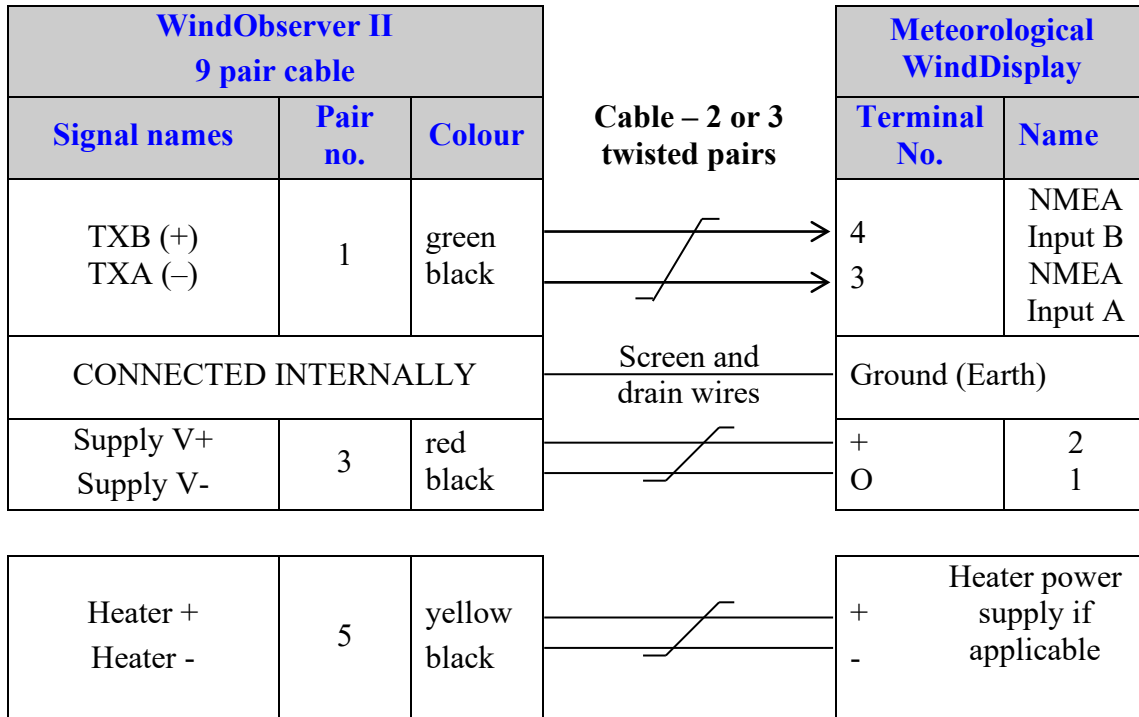 WindObserver II
9 pair cable
Meteorological
WindDisplay
Signal names
Pair
no.
Colour
Cable – 2 or 3
twisted pairs
Terminal
No.
Name
TXB (+)
TXA (–)
1
green
black
4
3
NMEA
Input B
NMEA
Input A
CONNECTED INTERNALLY
Screen and
drain wires
Ground (Earth)
Supply V+
Supply V-
3
red
black
+
O
2
1
Heater +
Heater -
5
yellow
black
+
-
Heater power
supply if
applicable